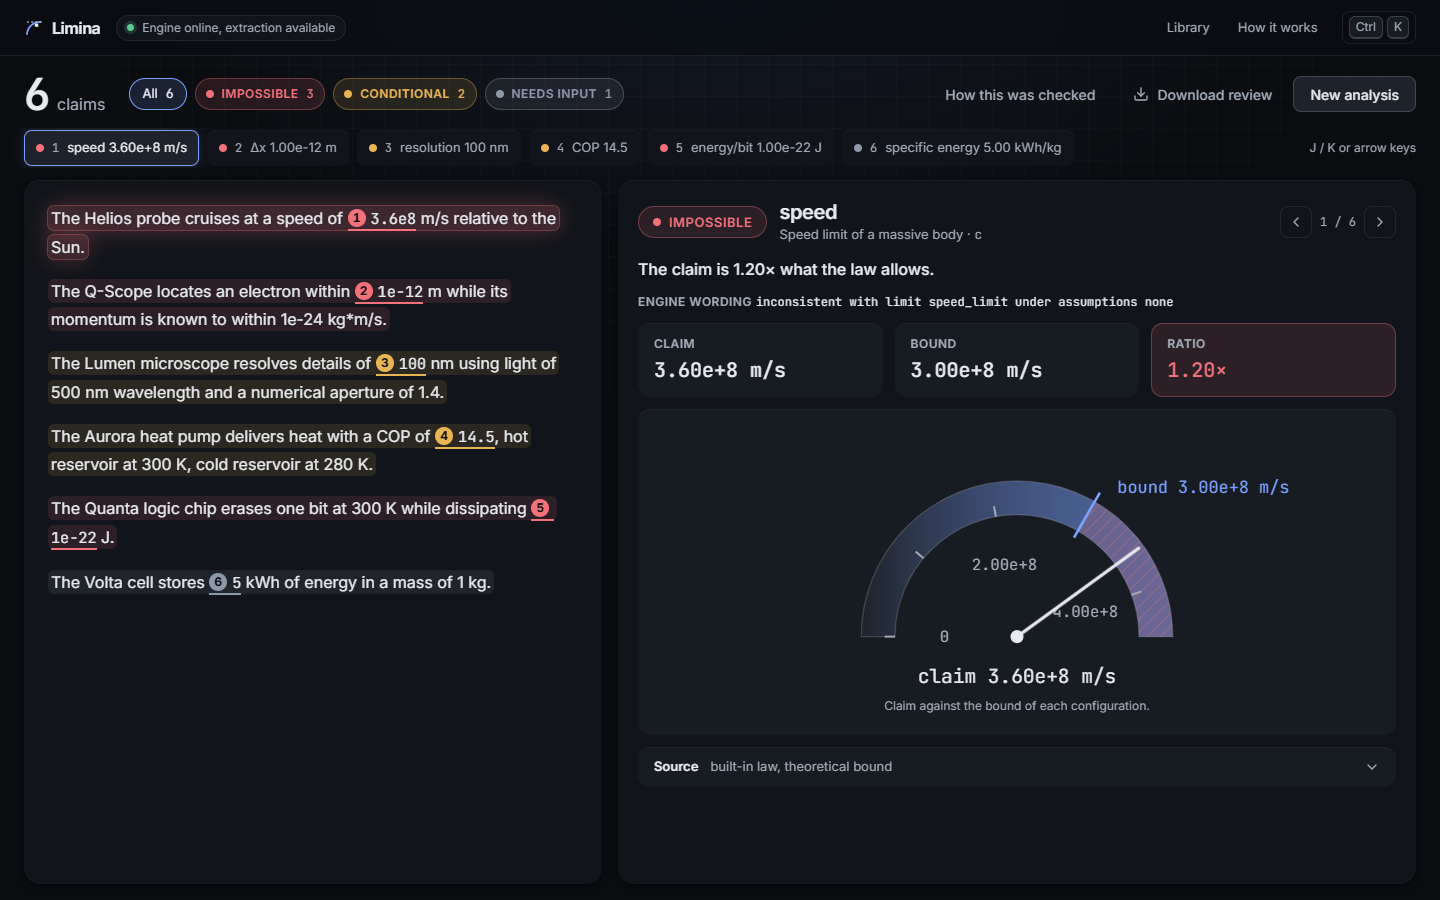 Limina
Engine online, extraction available
Library
How it works
Ctrl K
6 claims
All 6
IMPOSSIBLE 3
CONDITIONAL 2
NEEDS INPUT 1
How this was checked
Download review
New analysis
1 speed 3.60e+8 m/s
2 Δx 1.00e-12 m
3 resolution 100 nm
4 COP 14.5
5 energy/bit 1.00e-22 J
6 specific energy 5.00 kWh/kg
J / K or arrow keys
The Helios probe cruises at a speed of 1 3.6e8 m/s relative to the
Sun.
The Q-Scope locates an electron within 2 1e-12 m while its
momentum is known to within 1e-24 kg*m/s.
The Lumen microscope resolves details of 3 100 nm using light of
500 nm wavelength and a numerical aperture of 1.4.
The Aurora heat pump delivers heat with a COP of 4 14.5, hot
reservoir at 300 K, cold reservoir at 280 K.
The Quanta logic chip erases one bit at 300 K while dissipating 5
1e-22 J.
The Volta cell stores 6 5 kWh of energy in a mass of 1 kg.
IMPOSSIBLE
speed
Speed limit of a massive body · c
1 / 6
The claim is 1.20× what the law allows.
ENGINE WORDING inconsistent with limit speed_limit under assumptions none
CLAIM
3.60e+8 m/s
BOUND
3.00e+8 m/s
RATIO
1.20×
bound 3.00e+8 m/s
2.00e+8
4.00e+8
0
claim 3.60e+8 m/s
Claim against the bound of each configuration.
Source built-in law, theoretical bound